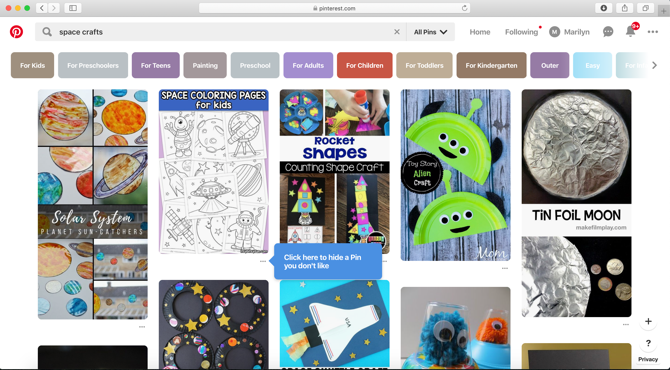 pinterest.com
space crafts
All Pins
Home
Following
Marilyn
9+
M
For Kids
For Preschoolers
For Teens
Painting
Preschool
For Adults
For Children
For Toddlers
For Kindergarten
Outer
Easy
Solar System
PLANET SUN-CATCHERS
SPACE COLORING PAGES
for kids
Rocket
Shapes
Counting Shape Craft
Toy Story
Alien
Craft
Mom
TIN FOIL MOON
makefilmplay.com
Click here to hide a Pin
you don't like
USA
?
Privacy